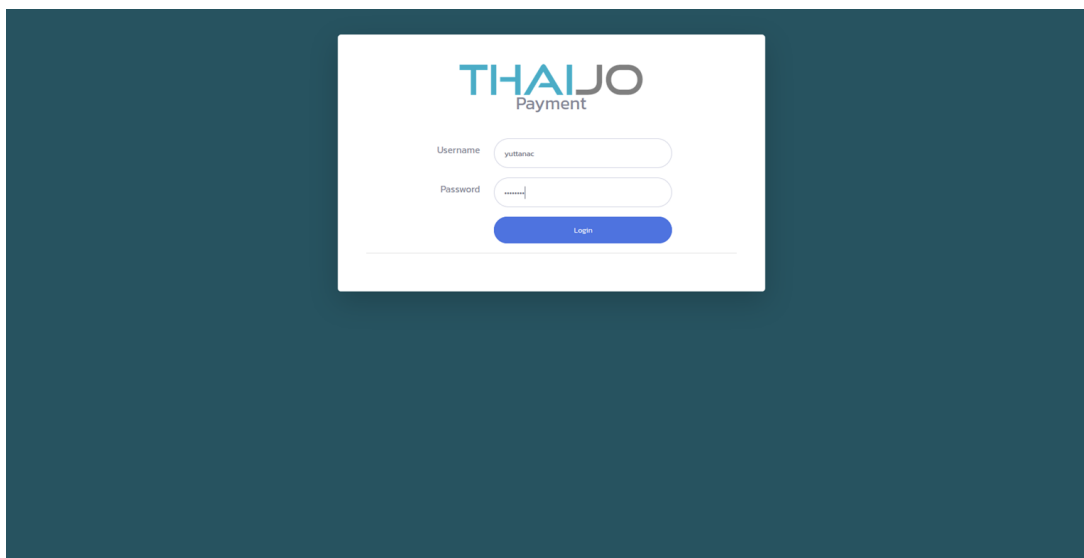 THAIJO
Payment
Username yuttanac
Password ••••••••
Login